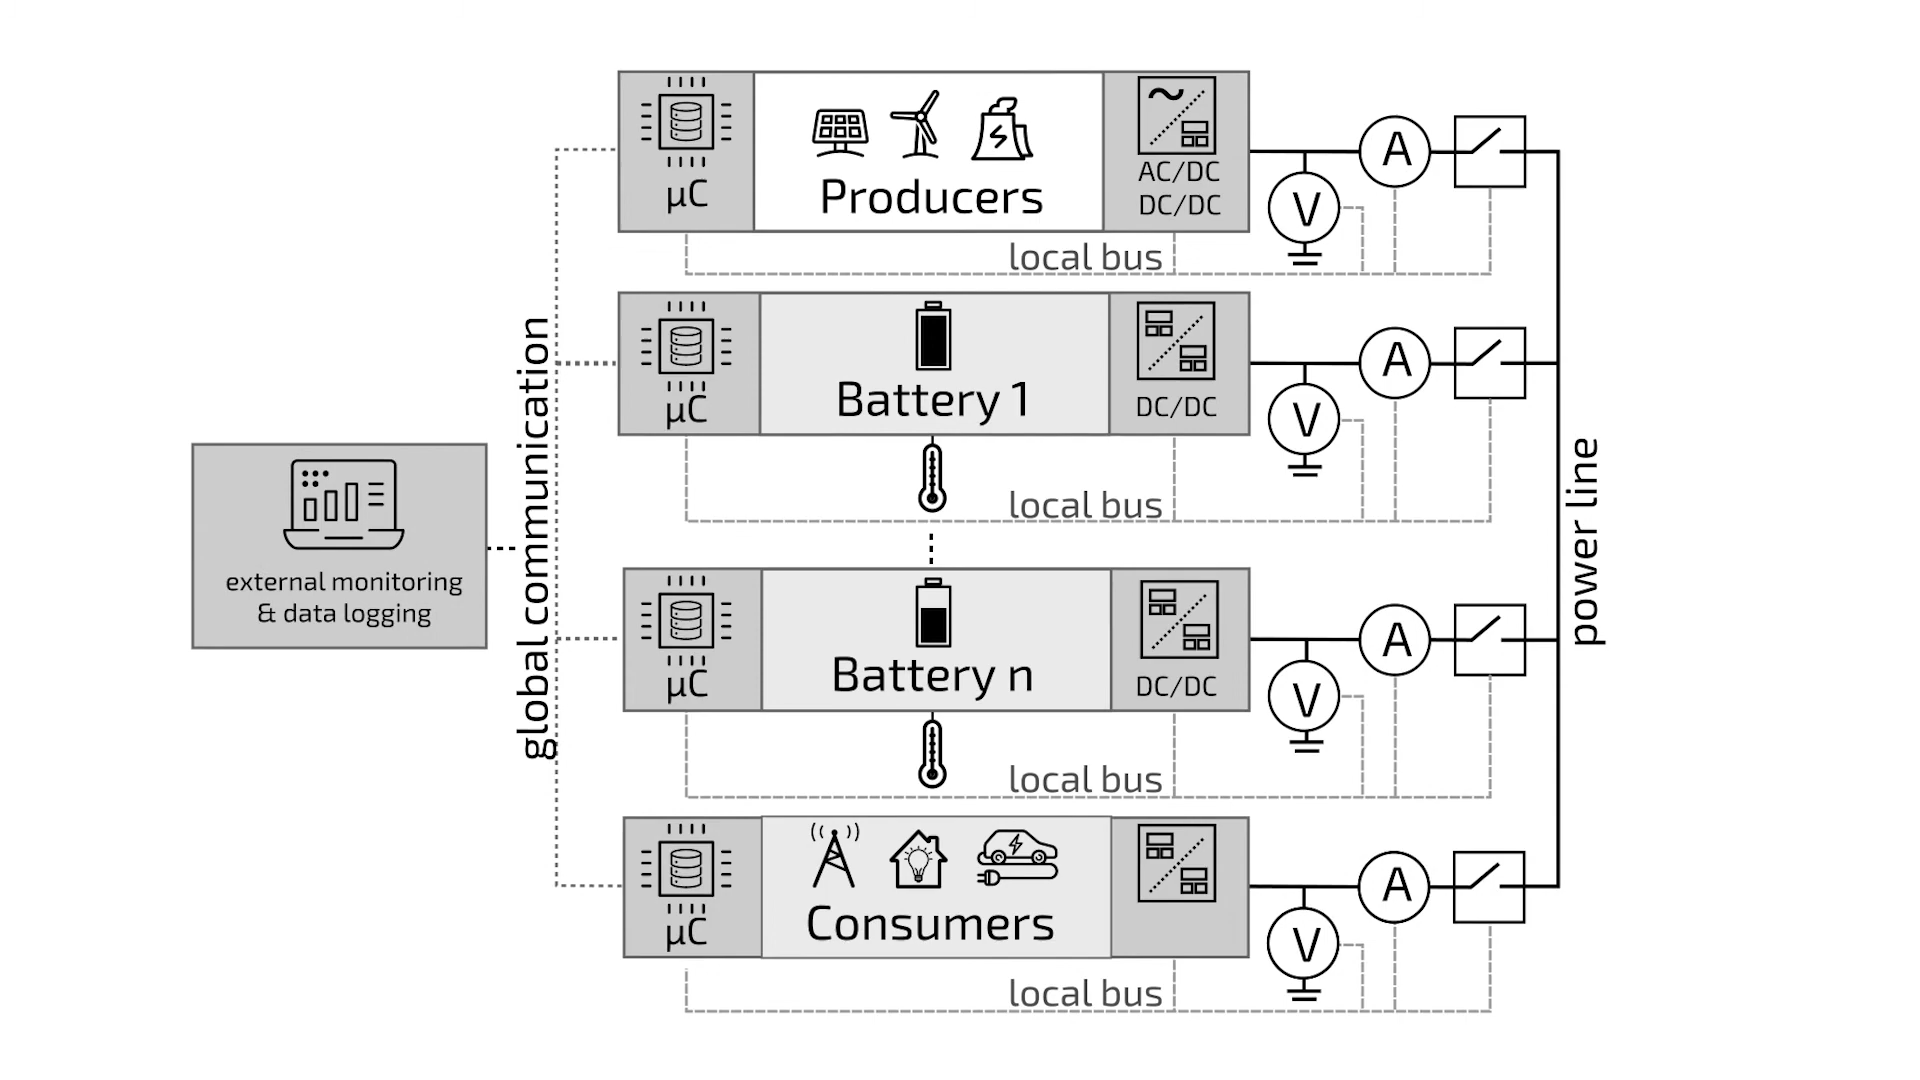 µC
Producers
AC/DC
DC/DC
A
V
local bus
µC
Battery 1
DC/DC
A
V
local bus
global communication
external monitoring
& data logging
power line
µC
Battery n
DC/DC
A
V
local bus
µC
Consumers
A
V
local bus